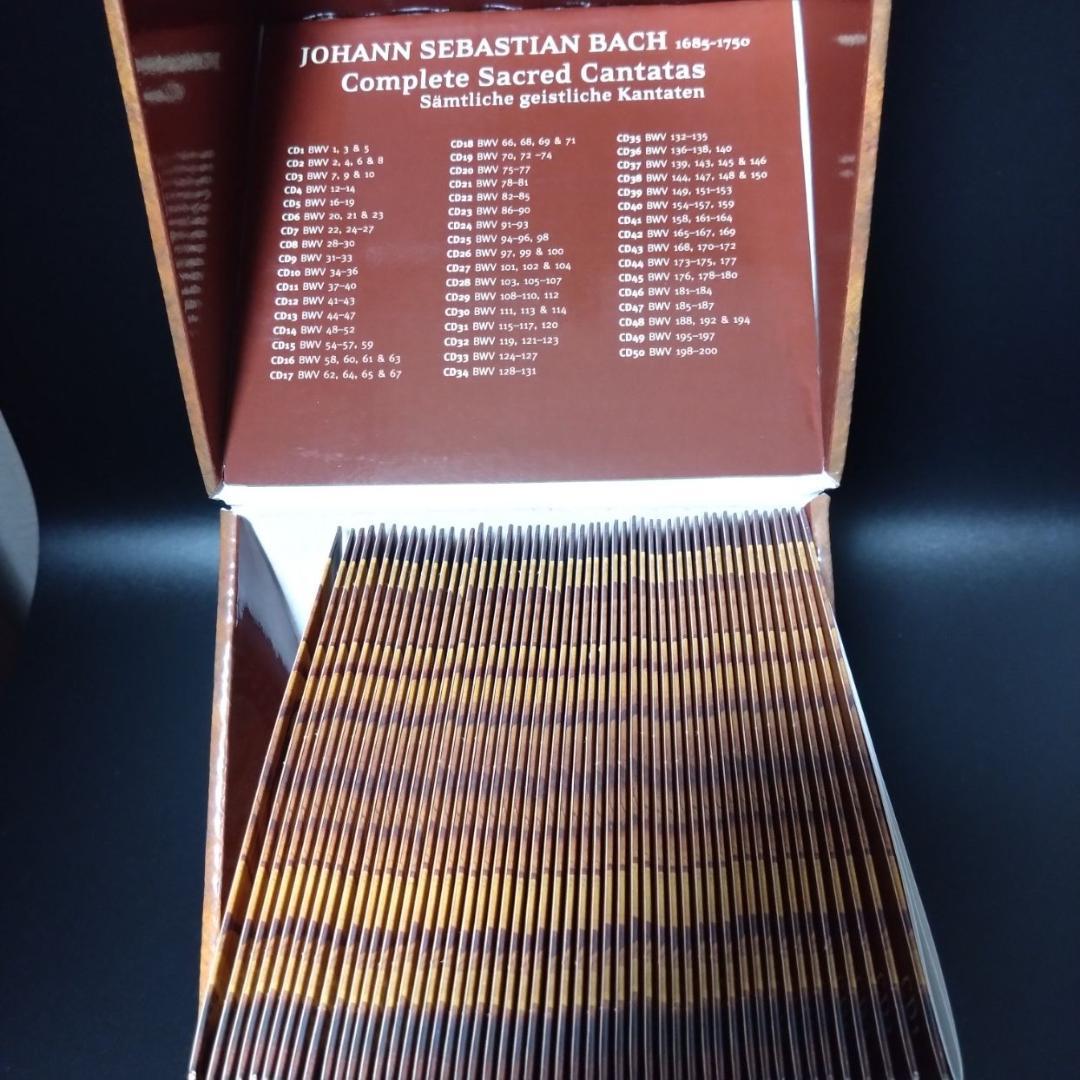 JOHANN SEBASTIAN BACH 1685-1750
Complete Sacred Cantatas
Sämtliche geistliche Kantaten
CD1 BWV 1, 3 & 5
CD2 BWV 2, 4, 6 & 8
CD3 BWV 7, 9 & 10
CD4 BWV 12–14
CD5 BWV 16–19
CD6 BWV 20, 21 & 23
CD7 BWV 22, 24–27
CD8 BWV 28–30
CD9 BWV 31–33
CD10 BWV 34–36
CD11 BWV 37–40
CD12 BWV 41–43
CD13 BWV 44–47
CD14 BWV 48–52
CD15 BWV 54–57, 59
CD16 BWV 58, 60, 61 & 63
CD17 BWV 62, 64, 65 & 67
CD18 BWV 66, 68, 69 & 71
CD19 BWV 70, 72 –74
CD20 BWV 75–77
CD21 BWV 78–81
CD22 BWV 82–85
CD23 BWV 86–90
CD24 BWV 91–93
CD25 BWV 94–96, 98
CD26 BWV 97, 99 & 100
CD27 BWV 101, 102 & 104
CD28 BWV 103, 105–107
CD29 BWV 108–110, 112
CD30 BWV 111, 113 & 114
CD31 BWV 115–117, 120
CD32 BWV 119, 121–123
CD33 BWV 124–127
CD34 BWV 128–131
CD35 BWV 132–135
CD36 BWV 136–138, 140
CD37 BWV 139, 143, 145 & 146
CD38 BWV 144, 147, 148 & 150
CD39 BWV 149, 151–153
CD40 BWV 154–157, 159
CD41 BWV 158, 161–164
CD42 BWV 165–167, 169
CD43 BWV 168, 170–172
CD44 BWV 173–175, 177
CD45 BWV 176, 178–180
CD46 BWV 181–184
CD47 BWV 185–187
CD48 BWV 188, 192 & 194
CD49 BWV 195–197
CD50 BWV 198–200